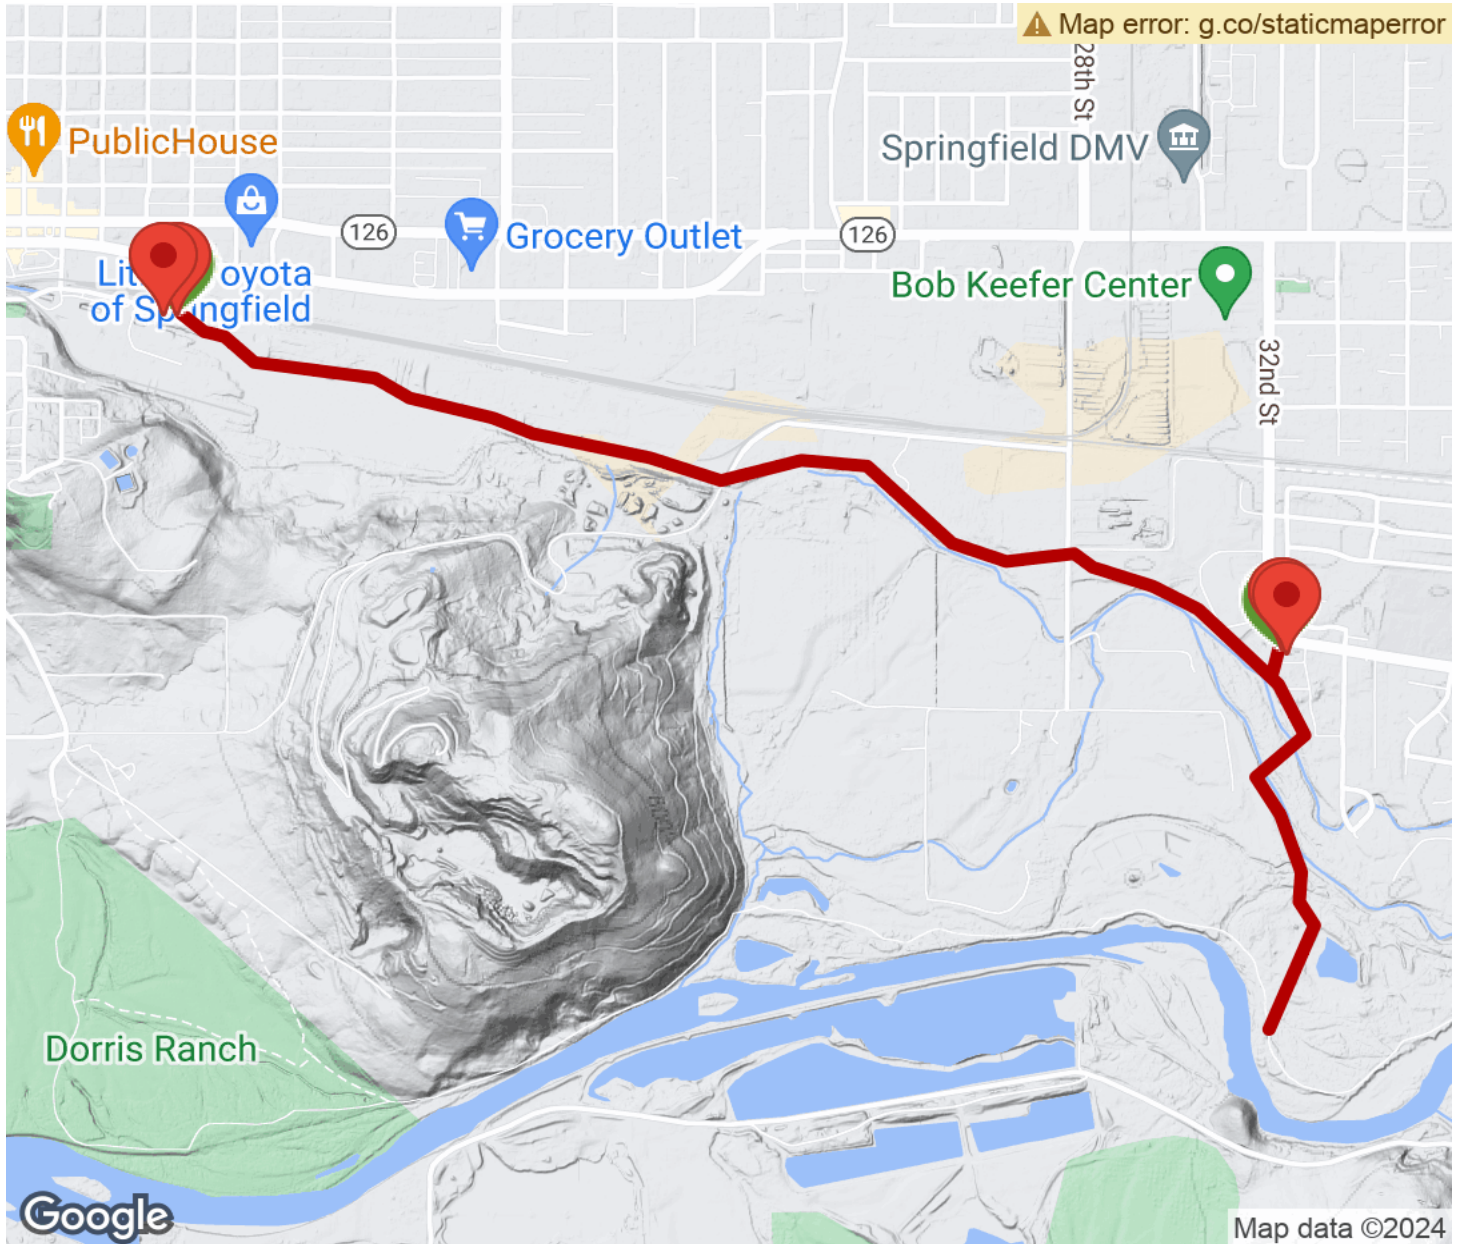 Map error: g.co/staticmaperror
28th St
PublicHouse
Springfield DMV
126
Grocery Outlet
126
oyota
of Sp
ngfield
Bob Keefer Center
32nd St
Dorris Ranch
Google
Map data ©2024